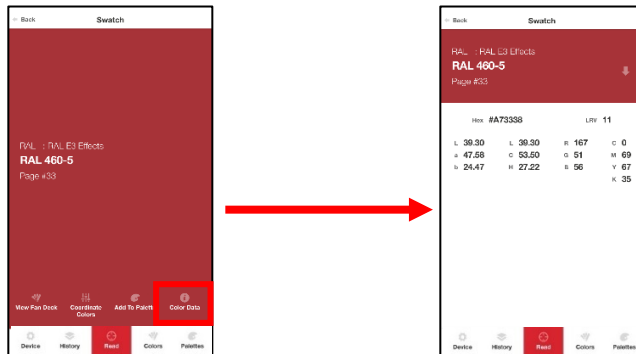 Back Swatch
RAL : RAL E3 Effects
RAL 460-5
Page #33
View Fan Deck Coordinate Colors Add To Palette Color Data
Device History Read Colors Palettes
Back Swatch
RAL : RAL E3 Effects
RAL 460-5
Page #33
Hex #A73338 LRV 11
L 39.30 L 39.30 R 167 C 0
a 47.58 C 53.50 G 51 M 69
b 24.47 H 27.22 B 56 Y 67
K 35
Device History Read Colors Palettes